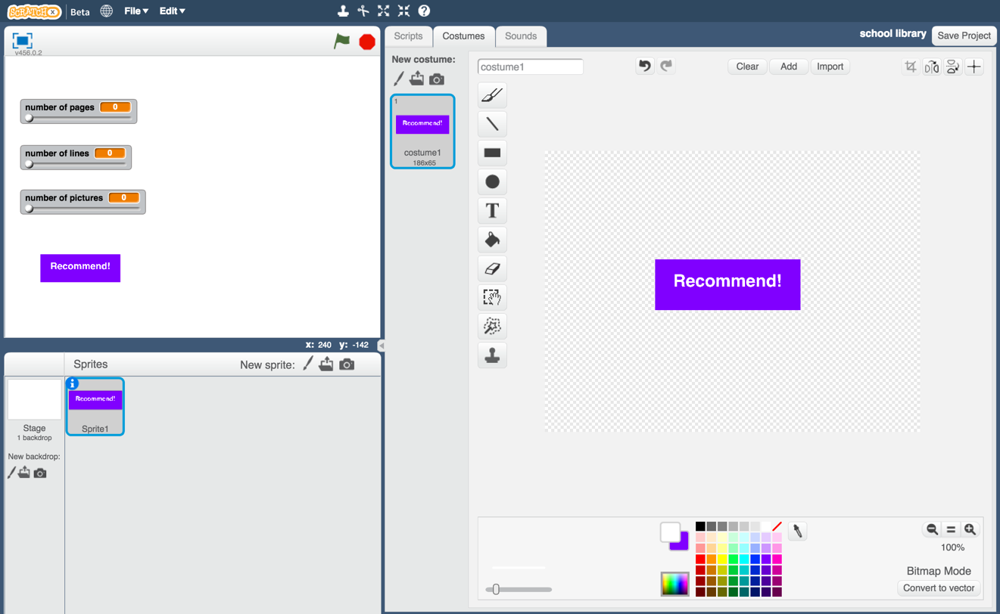 SCRATCHX Beta File▾ Edit▾
v456.0.2
number of pages 0
number of lines 0
number of pictures 0
Recommend!
x: 240 y: -142
Sprites New sprite:
Recommend!
Sprite1
Stage
1 backdrop
New backdrop:
Scripts Costumes Sounds
school library Save Project
New costume:
1
Recommend!
costume1
186x65
costume1 Clear Add Import
T
Recommend!
100%
Bitmap Mode
Convert to vector